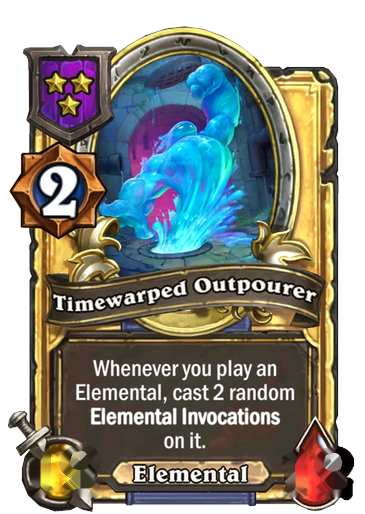 2
Timewarped Outpourer
Whenever you play an
Elemental, cast 2 random
Elemental Invocations
on it.
Elemental